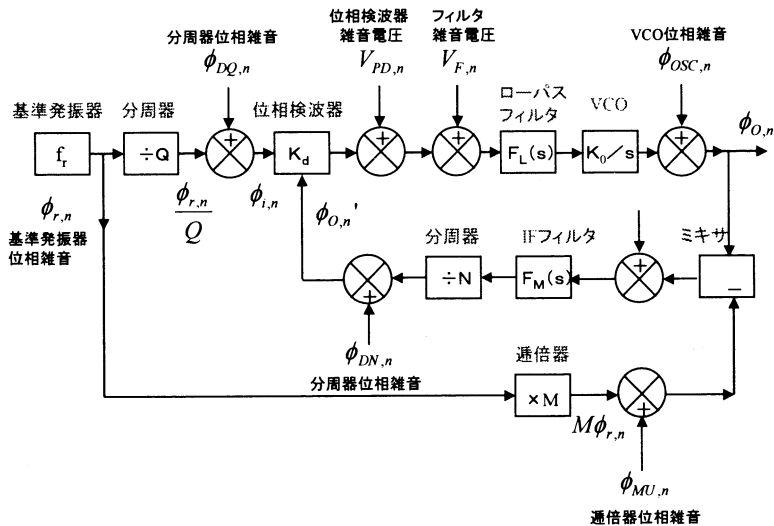 分周器位相雑音
ϕDQ,n
位相検波器
雑音電圧
VPD,n
フィルタ
雑音電圧
VF,n
VCO位相雑音
ϕOSC,n
基準発振器
分周器
位相検波器
ローパス
フィルタ
VCO
ϕO,n
fr
÷Q
+
Kd
+
+
FL(s)
K0/s
+
ϕr,n
基準発振器
位相雑音
ϕr,n
Q
ϕi,n
ϕO,n'
分周器
IFフィルタ
ミキサ
+
÷N
FM(s)
+
−
ϕDN,n
分周器位相雑音
逓倍器
×M
+
Mϕr,n
ϕMU,n
逓倍器位相雑音